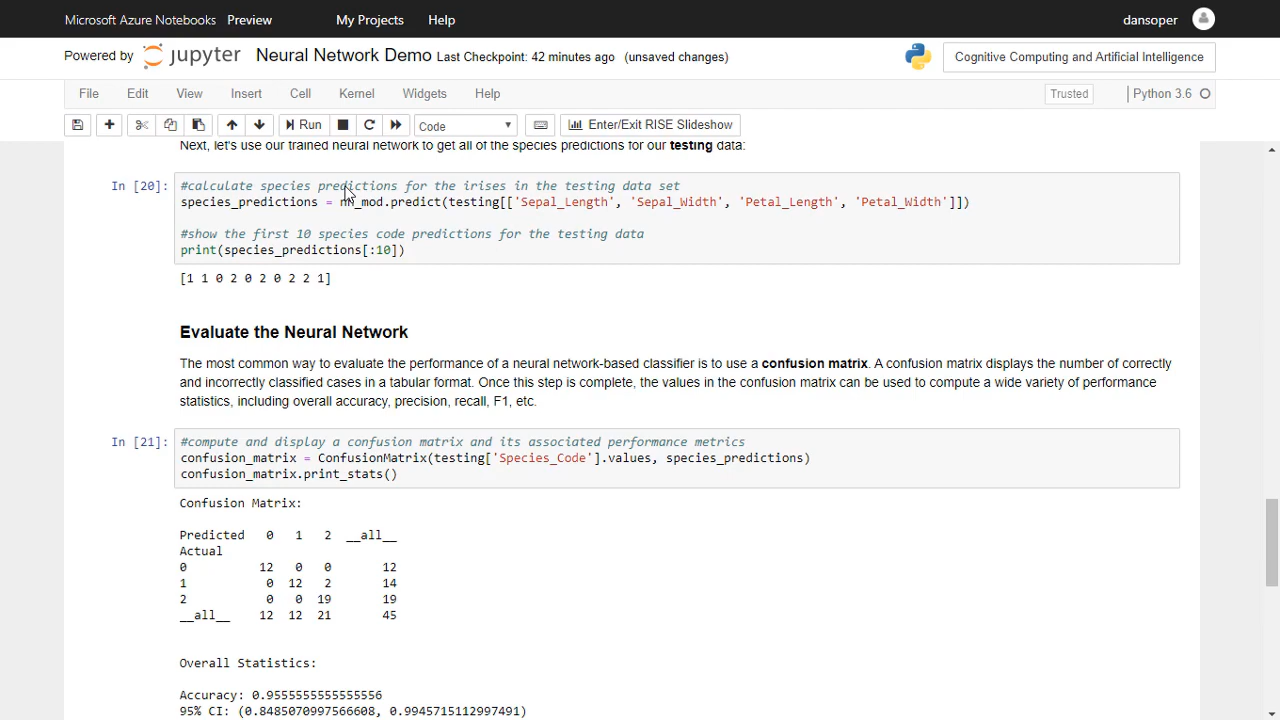 Microsoft Azure Notebooks Preview My Projects Help dansoper
Powered by jupyter Neural Network Demo Last Checkpoint: 42 minutes ago (unsaved changes) Cognitive Computing and Artificial Intelligence
File Edit View Insert Cell Kernel Widgets Help Trusted Python 3.6
Run Code Enter/Exit RISE Slideshow
Next, let's use our trained neural network to get all of the species predictions for our testing data:
In [20]: #calculate species predictions for the irises in the testing data set
species_predictions = nn_mod.predict(testing[['Sepal_Length', 'Sepal_Width', 'Petal_Length', 'Petal_Width']])
#show the first 10 species code predictions for the testing data
print(species_predictions[:10])
[1 1 0 2 0 2 0 2 2 1]
Evaluate the Neural Network
The most common way to evaluate the performance of a neural network-based classifier is to use a confusion matrix. A confusion matrix displays the number of correctly
and incorrectly classified cases in a tabular format. Once this step is complete, the values in the confusion matrix can be used to compute a wide variety of performance
statistics, including overall accuracy, precision, recall, F1, etc.
In [21]: #compute and display a confusion matrix and its associated performance metrics
confusion_matrix = ConfusionMatrix(testing['Species_Code'].values, species_predictions)
confusion_matrix.print_stats()
Confusion Matrix:
Predicted 0 1 2 __all__
Actual
0 12 0 0 12
1 0 12 2 14
2 0 0 19 19
__all__ 12 12 21 45
Overall Statistics:
Accuracy: 0.9555555555555556
95% CI: (0.8485070997566608, 0.9945715112997491)